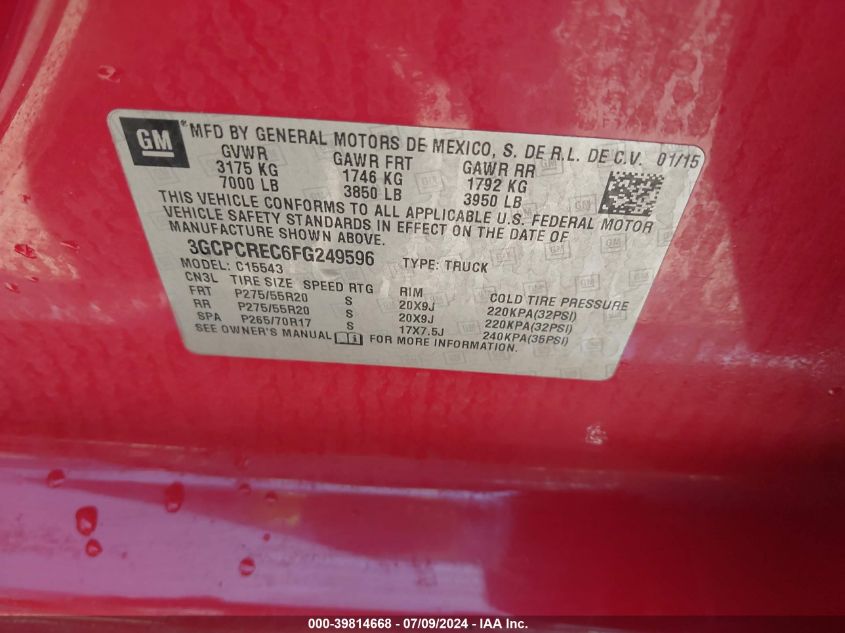 GM *MFD BY GENERAL MOTORS DE MEXICO, S. DE R.L. DE C.V. 01/15
GVWR GAWR FRT GAWR RR
3175 KG 1746 KG 1792 KG
7000 LB 3850 LB 3950 LB
THIS VEHICLE CONFORMS TO ALL APPLICABLE U.S. FEDERAL MOTOR
VEHICLE SAFETY STANDARDS IN EFFECT ON THE DATE OF
MANUFACTURE SHOWN ABOVE.
3GCPCREC6FG249596 TYPE: TRUCK
MODEL: C15543
CN3L TIRE SIZE SPEED RTG RIM COLD TIRE PRESSURE
FRT P275/55R20 S 20X9J 220KPA(32PSI)
RR P275/55R20 S 20X9J 220KPA(32PSI)
SPA P265/70R17 S 17X7.5J 240KPA(35PSI)
SEE OWNER'S MANUAL FOR MORE INFORMATION.
000-39814668 - 07/09/2024 - IAA Inc.